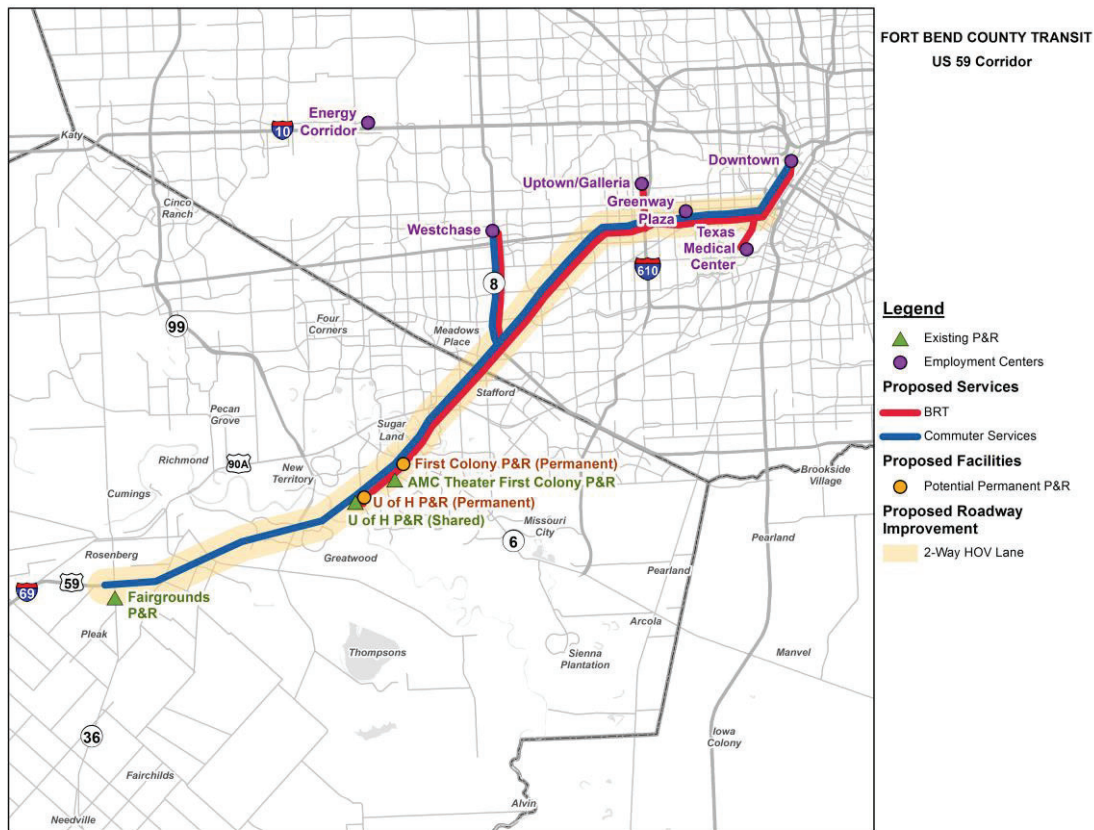 FORT BEND COUNTY TRANSIT
US 59 Corridor
Energy
Corridor
10
Katy
Downtown
Uptown/Galleria
Greenway
Plaza
Cinco
Ranch
Westchase
Texas
Medical
Center
610
8
99
Four
Corners
Meadows
Place
Stafford
Pecan
Grove
Sugar
Land
Richmond
90A
New
Territory
First Colony P&R (Permanent)
AMC Theater First Colony P&R
Brookside
Village
Cumings
U of H P&R (Permanent)
U of H P&R (Shared)
Missouri
City
6
Rosenberg
Greatwood
Pearland
Pearland
69
59
Fairgrounds
P&R
Pleak
Arcola
Thompsons
Sienna
Plantation
Manvel
36
Iowa
Colony
Fairchilds
Alvin
Needville
Legend
Existing P&R
Employment Centers
Proposed Services
BRT
Commuter Services
Proposed Facilities
Potential Permanent P&R
Proposed Roadway
Improvement
2-Way HOV Lane